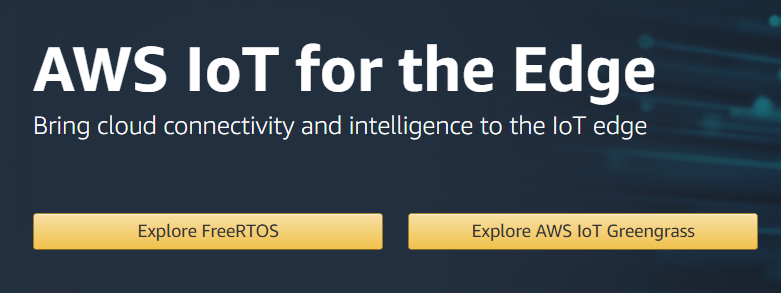 AWS IoT for the Edge
Bring cloud connectivity and intelligence to the IoT edge
Explore FreeRTOS
Explore AWS IoT Greengrass